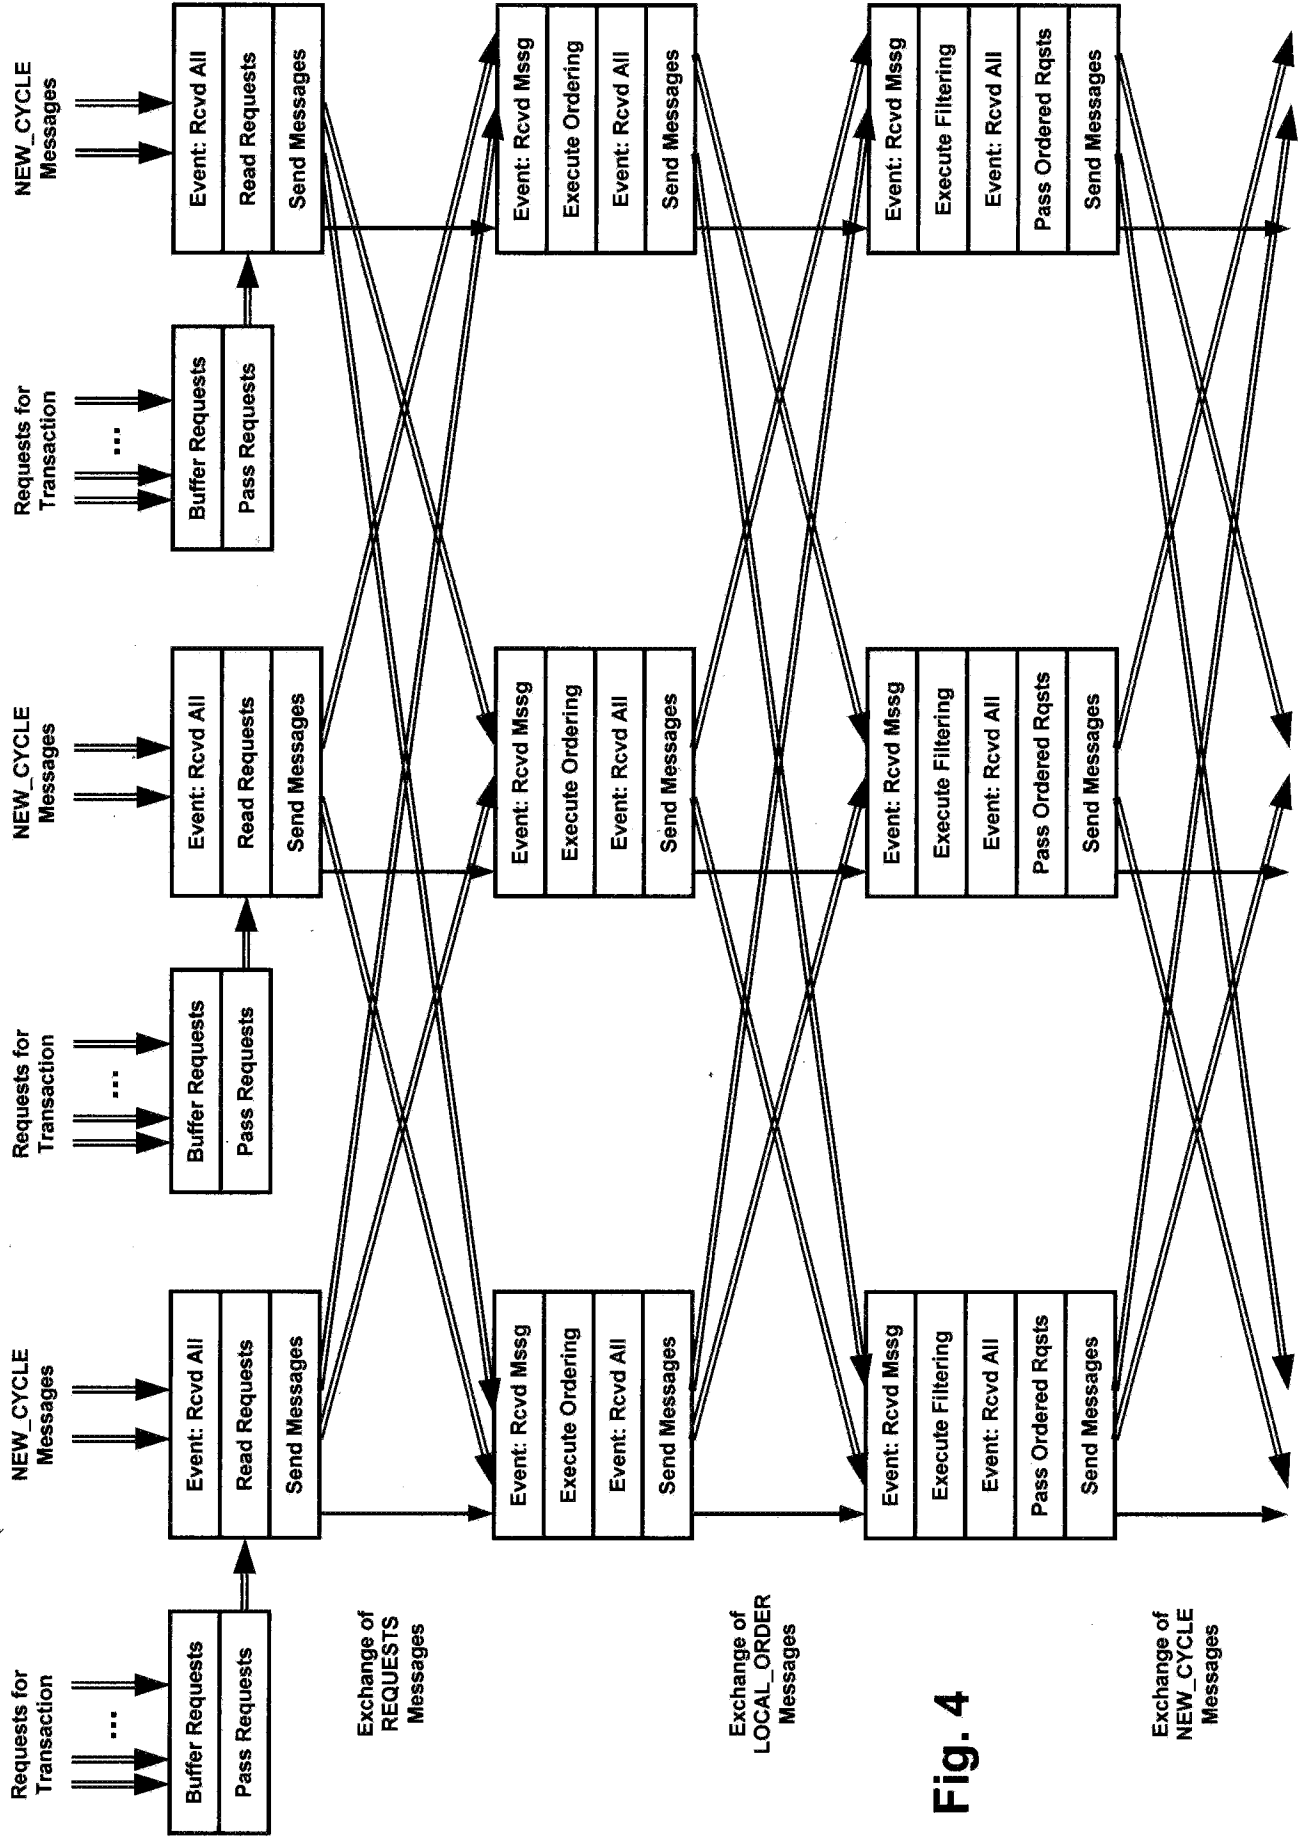 Requests for
Transaction
NEW_CYCLE
Messages
Requests for
Transaction
NEW_CYCLE
Messages
Requests for
Transaction
NEW_CYCLE
Messages
...
...
...
Buffer Requests
Pass Requests
Event: Rcvd All
Read Requests
Send Messages
Buffer Requests
Pass Requests
Event: Rcvd All
Read Requests
Send Messages
Buffer Requests
Pass Requests
Event: Rcvd All
Read Requests
Send Messages
Exchange of
REQUESTS
Messages
Event: Rcvd Mssg
Execute Ordering
Event: Rcvd All
Send Messages
Event: Rcvd Mssg
Execute Ordering
Event: Rcvd All
Send Messages
Event: Rcvd Mssg
Execute Ordering
Event: Rcvd All
Send Messages
Exchange of
LOCAL_ORDER
Messages
Event: Rcvd Mssg
Execute Filtering
Event: Rcvd All
Pass Ordered Rqsts
Send Messages
Event: Rcvd Mssg
Execute Filtering
Event: Rcvd All
Pass Ordered Rqsts
Send Messages
Event: Rcvd Mssg
Execute Filtering
Event: Rcvd All
Pass Ordered Rqsts
Send Messages
Fig. 4
Exchange of
NEW_CYCLE
Messages